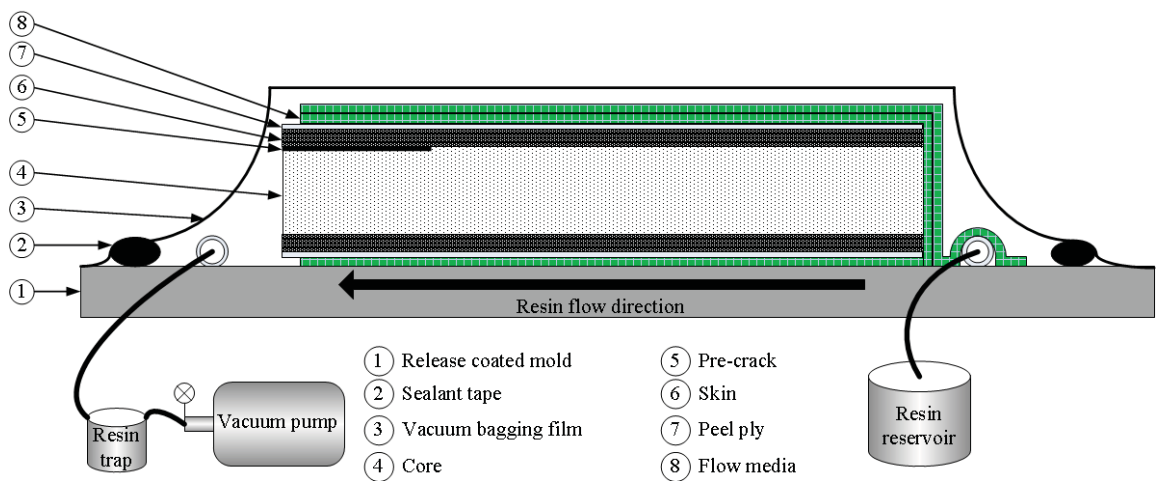 8
7
6
5
4
3
2
1
Resin flow direction
1 Release coated mold
2 Sealant tape
3 Vacuum bagging film
4 Core
5 Pre-crack
6 Skin
7 Peel ply
8 Flow media
Resin
trap
Vacuum pump
Resin
reservoir